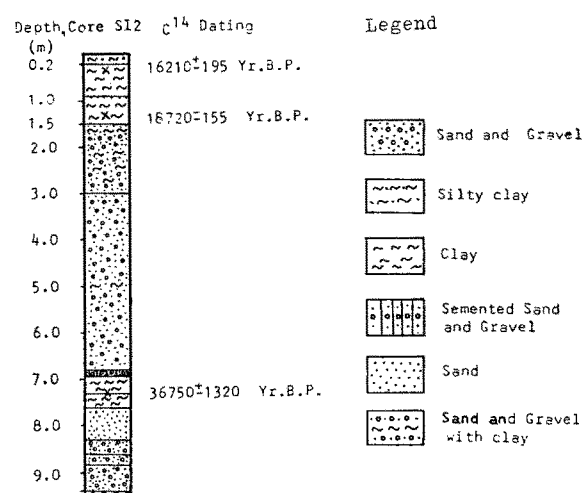 Depth, Core SI2 C14 Dating Legend
(m)
0.2 16210±195 Yr.B.P.
1.0
1.5 18720±155 Yr.B.P.
2.0 Sand and Gravel
3.0 Silty clay
4.0
Clay
5.0
Semented Sand
and Gravel
6.0
7.0 Sand
36750±1320 Yr.B.P.
8.0 Sand and Gravel
with clay
9.0